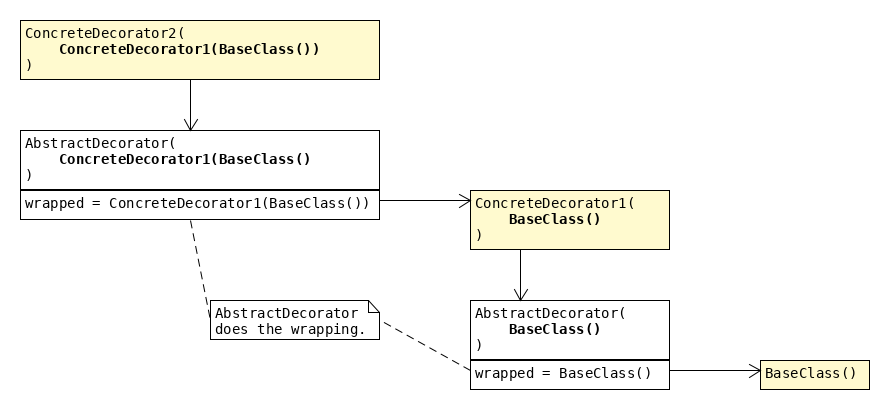 ConcreteDecorator2(
ConcreteDecorator1(BaseClass())
)
AbstractDecorator(
ConcreteDecorator1(BaseClass()
)
wrapped = ConcreteDecorator1(BaseClass())
ConcreteDecorator1(
BaseClass()
)
AbstractDecorator
does the wrapping.
AbstractDecorator(
BaseClass()
)
wrapped = BaseClass()
BaseClass()